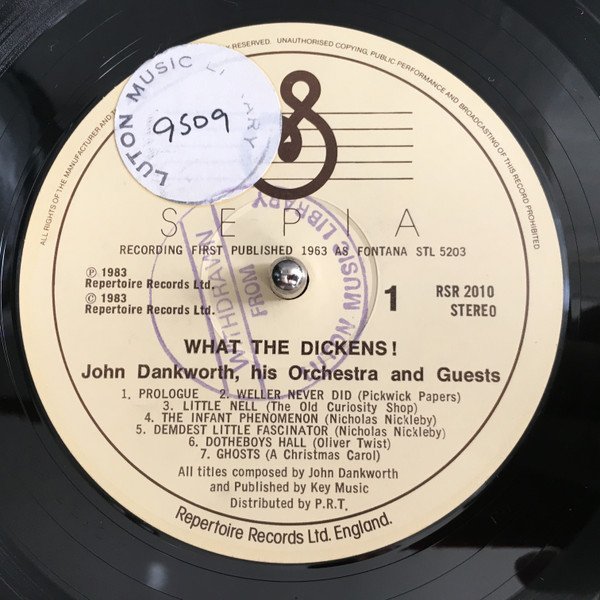 ALL RIGHTS OF THE MANUFACTURER AND
RESERVED. UNAUTHORISED COPYING, PUBLIC PERFORMANCE AND BROADCASTING OF THIS RECORD PROHIBITED
LUTON MUSIC LIBRARY
9509
SEPIA
WITHDRAWN
FROM
MUSIC LIBRARY
RECORDING FIRST PUBLISHED 1963 AS FONTANA STL 5203
℗ 1983
Repertoire Records Ltd.
© 1983
Repertoire Records Ltd.
1
RSR 2010
STEREO
WHAT THE DICKENS!
John Dankworth, his Orchestra and Guests
1. PROLOGUE 2. WELLER NEVER DID (Pickwick Papers)
3. LITTLE NELL (The Old Curiosity Shop)
4. THE INFANT PHENOMENON (Nicholas Nickleby)
5. DEMDEST LITTLE FASCINATOR (Nicholas Nickleby)
6. DOTHEBOYS HALL (Oliver Twist)
7. GHOSTS (A Christmas Carol)
All titles composed by John Dankworth
and Published by Key Music
Distributed by P.R.T.
Repertoire Records Ltd. England.